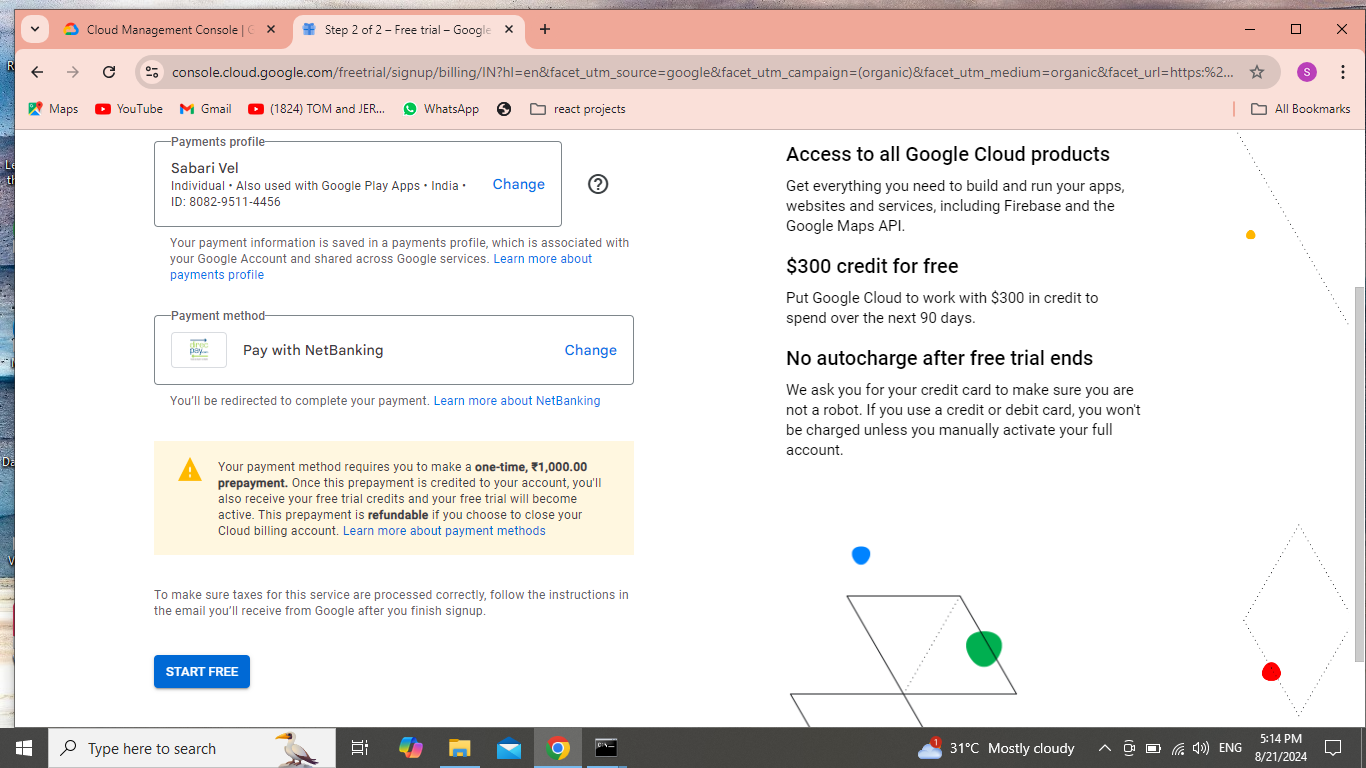 Cloud Management Console | G
Step 2 of 2 – Free trial – Google
console.cloud.google.com/freetrial/signup/billing/IN?hl=en&facet_utm_source=google&facet_utm_campaign=(organic)&facet_utm_medium=organic&facet_url=https:%2...
S
Maps
YouTube
Gmail
(1824) TOM and JER...
WhatsApp
react projects
All Bookmarks
Payments profile
Sabari Vel
Individual • Also used with Google Play Apps • India •
ID: 8082-9511-4456
Change
Your payment information is saved in a payments profile, which is associated with
your Google Account and shared across Google services. Learn more about
payments profile
Payment method
direc
pay
Pay with NetBanking
Change
You'll be redirected to complete your payment. Learn more about NetBanking
Your payment method requires you to make a one-time, ₹1,000.00
prepayment. Once this prepayment is credited to your account, you'll
also receive your free trial credits and your free trial will become
active. This prepayment is refundable if you choose to close your
Cloud billing account. Learn more about payment methods
To make sure taxes for this service are processed correctly, follow the instructions in
the email you'll receive from Google after you finish signup.
START FREE
Access to all Google Cloud products
Get everything you need to build and run your apps,
websites and services, including Firebase and the
Google Maps API.
$300 credit for free
Put Google Cloud to work with $300 in credit to
spend over the next 90 days.
No autocharge after free trial ends
We ask you for your credit card to make sure you are
not a robot. If you use a credit or debit card, you won't
be charged unless you manually activate your full
account.
Type here to search
1
31°C Mostly cloudy
ENG
5:14 PM
8/21/2024